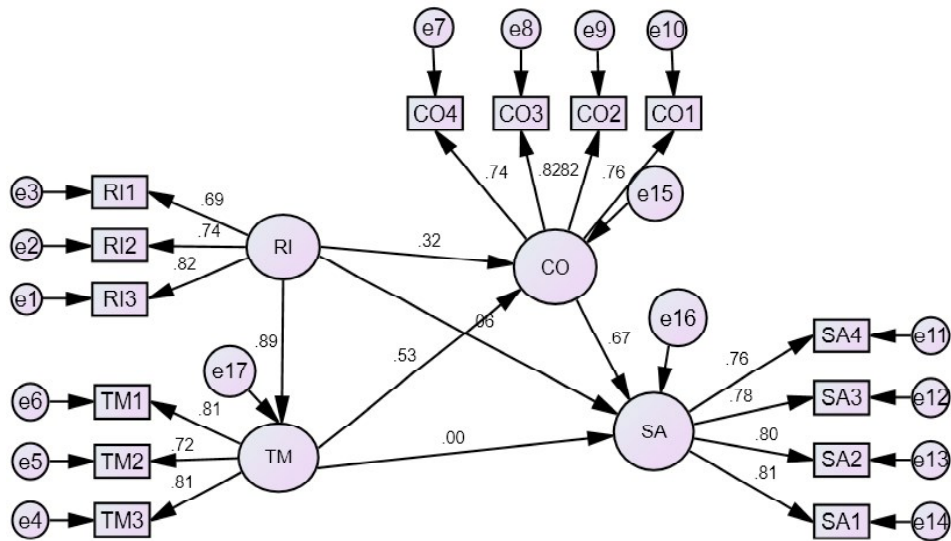 e7
e8
e9
e10
CO4
CO3
CO2
CO1
.74
.82
.82
.76
e15
e3
RI1
.69
e2
RI2
.74
RI
.32
CO
e1
RI3
.82
.06
.67
e16
.89
.53
e17
.76
SA4
e11
e6
TM1
.81
.78
SA3
e12
.72
.00
SA
.80
e5
TM2
TM
SA2
e13
.81
.81
e4
TM3
SA1
e14